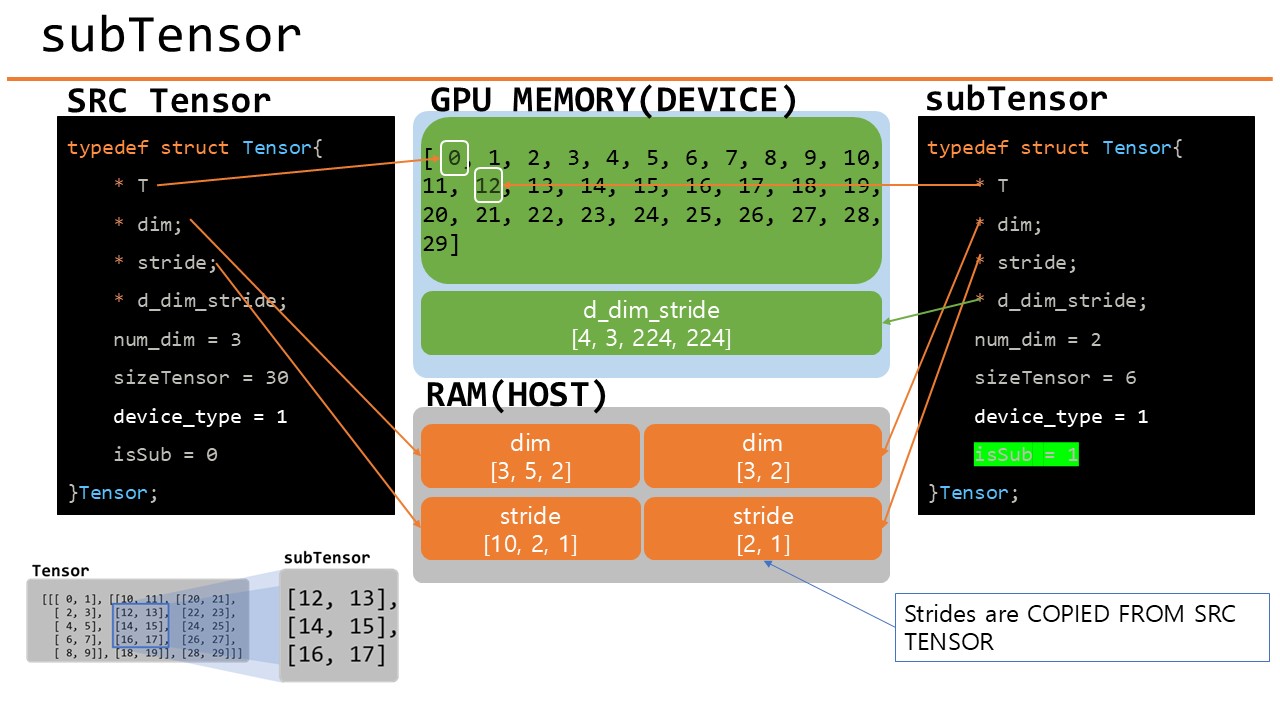 subTensor
SRC Tensor
typedef struct Tensor{
* T
* dim;
* stride;
* d_dim_stride;
num_dim = 3
sizeTensor = 30
device_type = 1
isSub = 0
}Tensor;
GPU MEMORY(DEVICE)
[ 0, 1, 2, 3, 4, 5, 6, 7, 8, 9, 10,
11, 12, 13, 14, 15, 16, 17, 18, 19,
20, 21, 22, 23, 24, 25, 26, 27, 28,
29]
d_dim_stride
[4, 3, 224, 224]
RAM(HOST)
dim
[3, 5, 2]
dim
[3, 2]
stride
[10, 2, 1]
stride
[2, 1]
subTensor
typedef struct Tensor{
* T
* dim;
* stride;
* d_dim_stride;
num_dim = 2
sizeTensor = 6
device_type = 1
isSub = 1
}Tensor;
Strides are COPIED FROM SRC
TENSOR
Tensor
[[[ 0, 1], [[10, 11], [[20, 21],
[ 2, 3], [12, 13], [22, 23],
[ 4, 5], [14, 15], [24, 25],
[ 6, 7], [16, 17], [26, 27],
[ 8, 9]], [18, 19]], [28, 29]]]
subTensor
[12, 13],
[14, 15],
[16, 17]